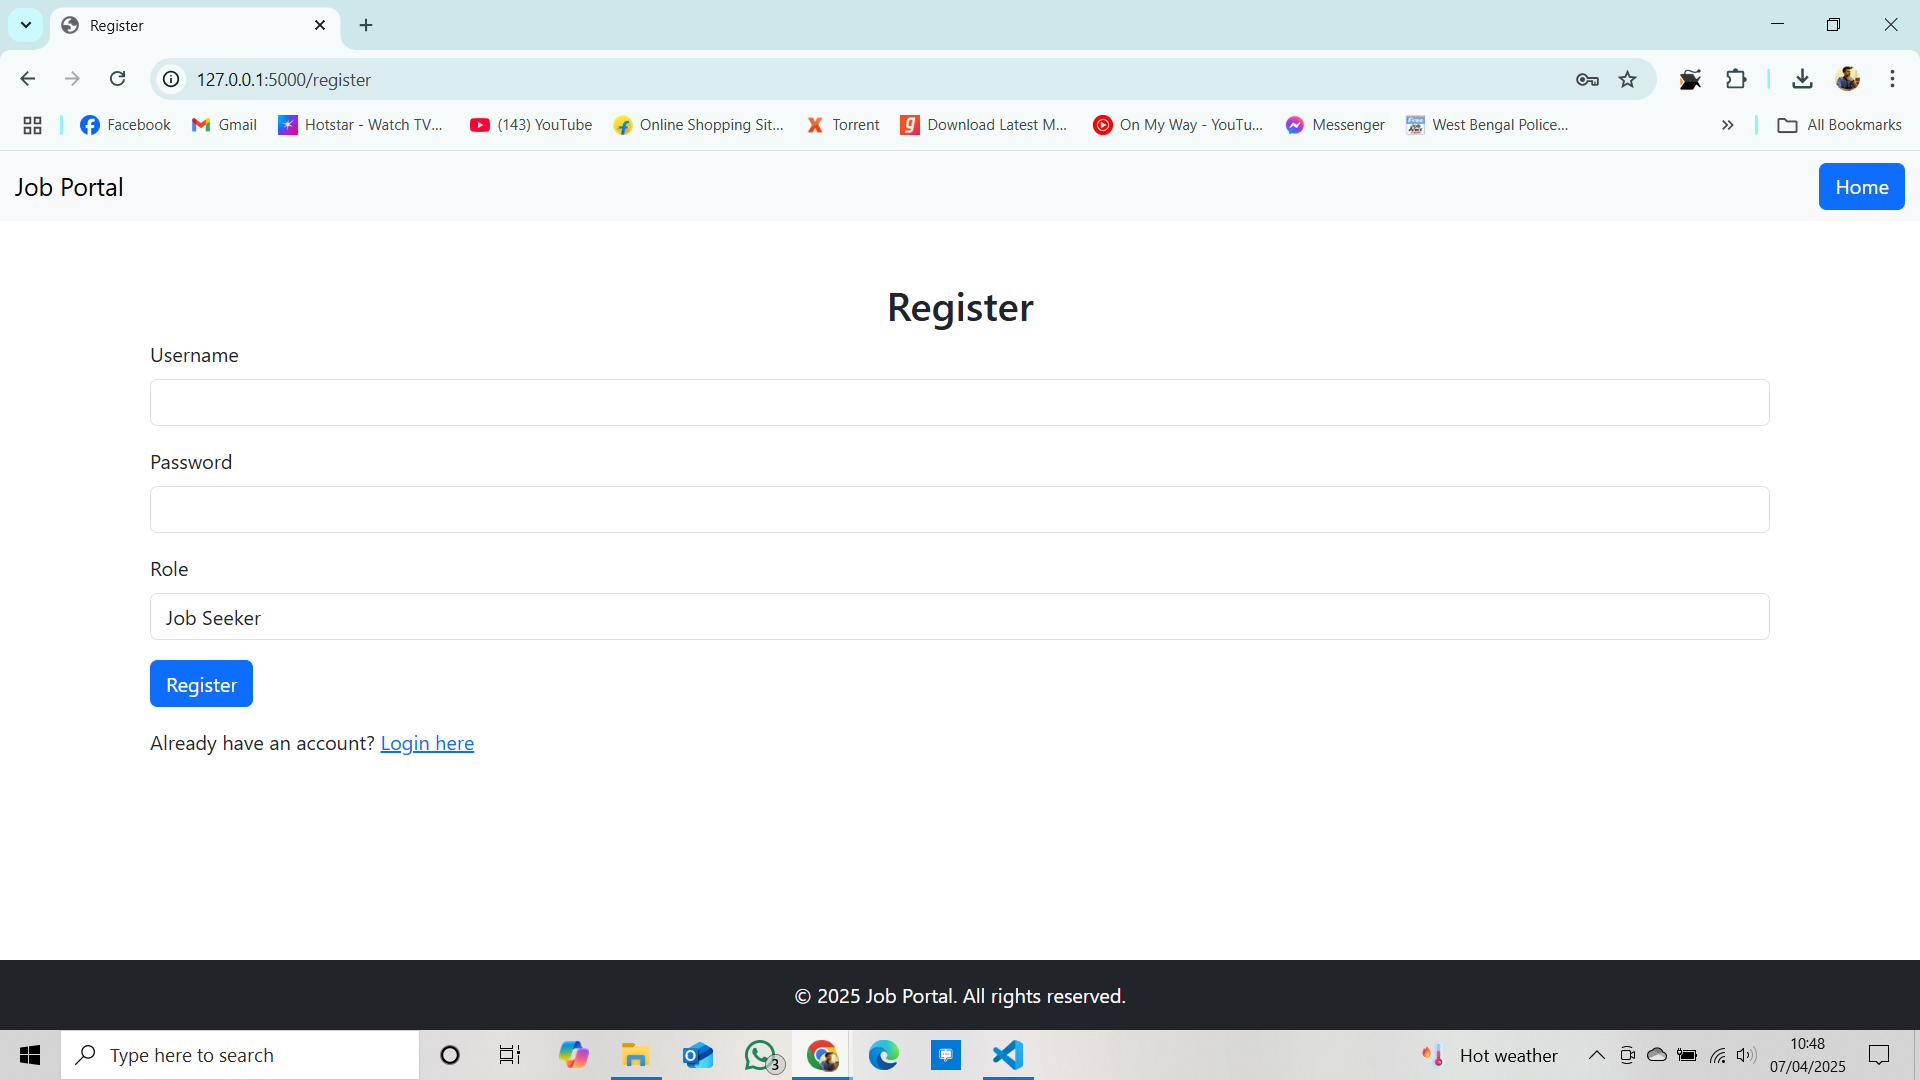 Register
127.0.0.1:5000/register
Facebook
Gmail
Hotstar - Watch TV...
(143) YouTube
Online Shopping Sit...
Torrent
Download Latest M...
On My Way - YouTu...
Messenger
West Bengal Police...
All Bookmarks
Job Portal
Home
Register
Username
Password
Role
Job Seeker
Register
Already have an account? Login here
© 2025 Job Portal. All rights reserved.
Type here to search
3
Hot weather
10:48
07/04/2025